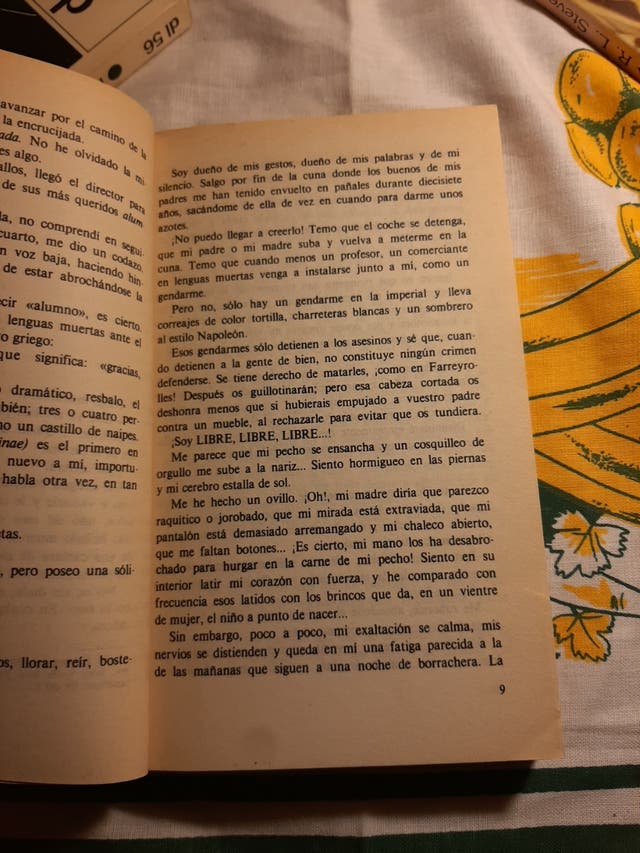 dl 56
R. L. Steve
avanzar por el camino de la
la encrucijada.
ada. No he olvidado la mi-
es algo.
allos, llegó el director para
de sus más queridos alum-
la, no comprendí en segui-
cuarto, me dio un codazo,
n voz baja, haciendo hin-
de estar abrochándose la
ecir «alumno», es cierto.
lenguas muertas ante el
o griego:
que significa: «gracias,
o dramático, resbalo, el
bién; tres o cuatro per-
un castillo de naipes.
inae) es el primero en
nuevo a mí, importu-
habla otra vez, en tan
etas.
, pero poseo una sóli-
os, llorar, reír, boste-
Soy dueño de mis gestos, dueño de mis palabras y de mi
silencio. Salgo por fin de la cuna donde los buenos de mis
padres me han tenido envuelto en pañales durante diecisiete
años, sacándome de ella de vez en cuando para darme unos
azotes.
¡No puedo llegar a creerlo! Temo que el coche se detenga,
que mi padre o mi madre suba y vuelva a meterme en la
cuna. Temo que cuando menos un profesor, un comerciante
en lenguas muertas venga a instalarse junto a mí, como un
gendarme.
Pero no, sólo hay un gendarme en la imperial y lleva
correajes de color tortilla, charreteras blancas y un sombrero
al estilo Napoleón.
Esos gendarmes sólo detienen a los asesinos y sé que, cuan-
do detienen a la gente de bien, no constituye ningún crimen
defenderse. Se tiene derecho de matarles, ¡como en Farreyro-
lles! Después os guillotinarán; pero esa cabeza cortada os
deshonra menos que si hubierais empujado a vuestro padre
contra un mueble, al rechazarle para evitar que os tundiera.
¡Soy LIBRE, LIBRE, LIBRE...!
Me parece que mi pecho se ensancha y un cosquilleo de
orgullo me sube a la nariz... Siento hormigueo en las piernas
y mi cerebro estalla de sol.
Me he hecho un ovillo. ¡Oh!, mi madre diría que parezco
raquítico o jorobado, que mi mirada está extraviada, que mi
pantalón está demasiado arremangado y mi chaleco abierto,
que me faltan botones... ¡Es cierto, mi mano los ha desabro-
chado para hurgar en la carne de mi pecho! Siento en su
interior latir mi corazón con fuerza, y he comparado con
frecuencia esos latidos con los brincos que da, en un vientre
de mujer, el niño a punto de nacer...
Sin embargo, poco a poco, mi exaltación se calma, mis
nervios se distienden y queda en mí una fatiga parecida a la
de las mañanas que siguen a una noche de borrachera. La
9